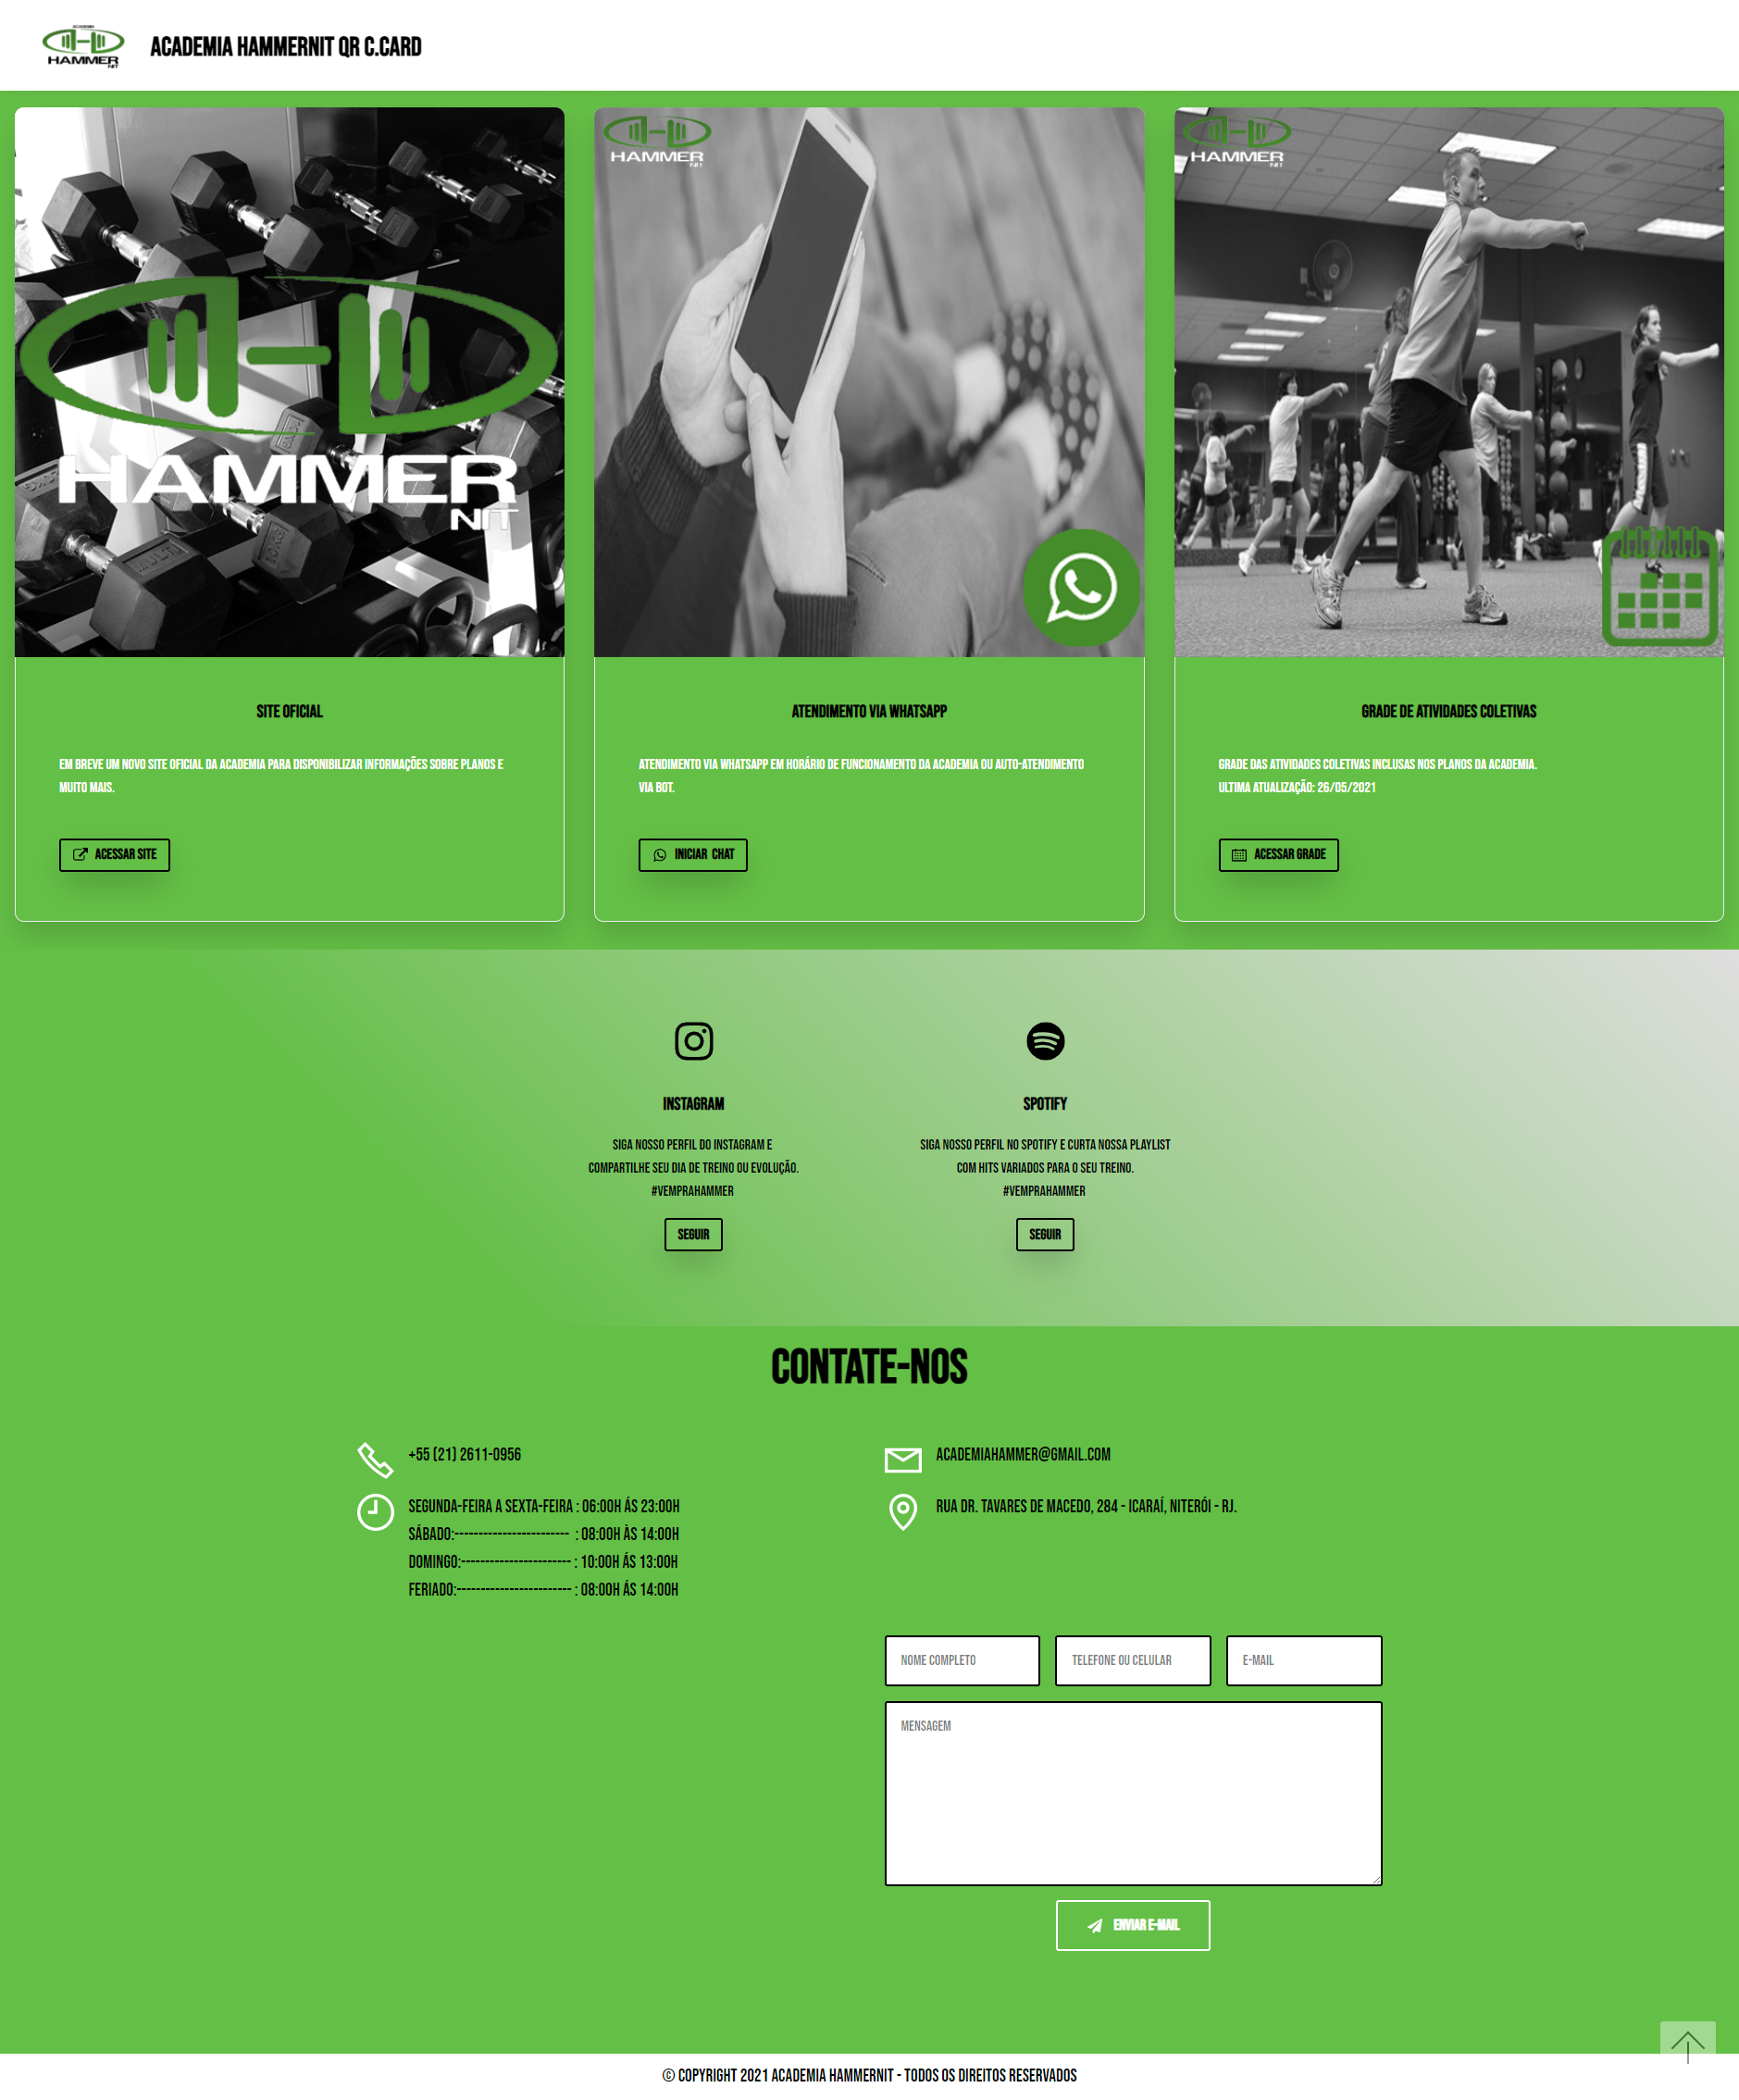 ACADEMIA
HAMMER
NIT
ACADEMIA HAMMERNIT QR C.CARD
HAMMER
NIT
MULTI
10KG
HAMMER
NIT
HAMMER
NIT
SITE OFICIAL
EM BREVE UM NOVO SITE OFICIAL DA ACADEMIA PARA DISPONIBILIZAR INFORMAÇÕES SOBRE PLANOS E
MUITO MAIS.
ACESSAR SITE
ATENDIMENTO VIA WHATSAPP
ATENDIMENTO VIA WHATSAPP EM HORÁRIO DE FUNCIONAMENTO DA ACADEMIA OU AUTO-ATENDIMENTO
VIA BOT.
INICIAR CHAT
GRADE DE ATIVIDADES COLETIVAS
GRADE DAS ATIVIDADES COLETIVAS INCLUSAS NOS PLANOS DA ACADEMIA.
ULTIMA ATUALIZAÇÃO: 26/05/2021
ACESSAR GRADE
INSTAGRAM
SIGA NOSSO PERFIL DO INSTAGRAM E
COMPARTILHE SEU DIA DE TREINO OU EVOLUÇÃO.
#VEMPRAHAMMER
SEGUIR
SPOTIFY
SIGA NOSSO PERFIL NO SPOTIFY E CURTA NOSSA PLAYLIST
COM HITS VARIADOS PARA O SEU TREINO.
#VEMPRAHAMMER
SEGUIR
CONTATE-NOS
+55 (21) 2611-0956
SEGUNDA-FEIRA A SEXTA-FEIRA : 06:00H ÁS 23:00H
SÁBADO:------------------------ : 08:00H ÀS 14:00H
DOMINGO:----------------------- : 10:00H ÁS 13:00H
FERIADO:------------------------ : 08:00H ÁS 14:00H
ACADEMIAHAMMER@GMAIL.COM
RUA DR. TAVARES DE MACEDO, 284 - ICARAÍ, NITERÓI - RJ.
NOME COMPLETO
TELEFONE OU CELULAR
E-MAIL
MENSAGEM
ENVIAR E-MAIL
© COPYRIGHT 2021 ACADEMIA HAMMERNIT - TODOS OS DIREITOS RESERVADOS